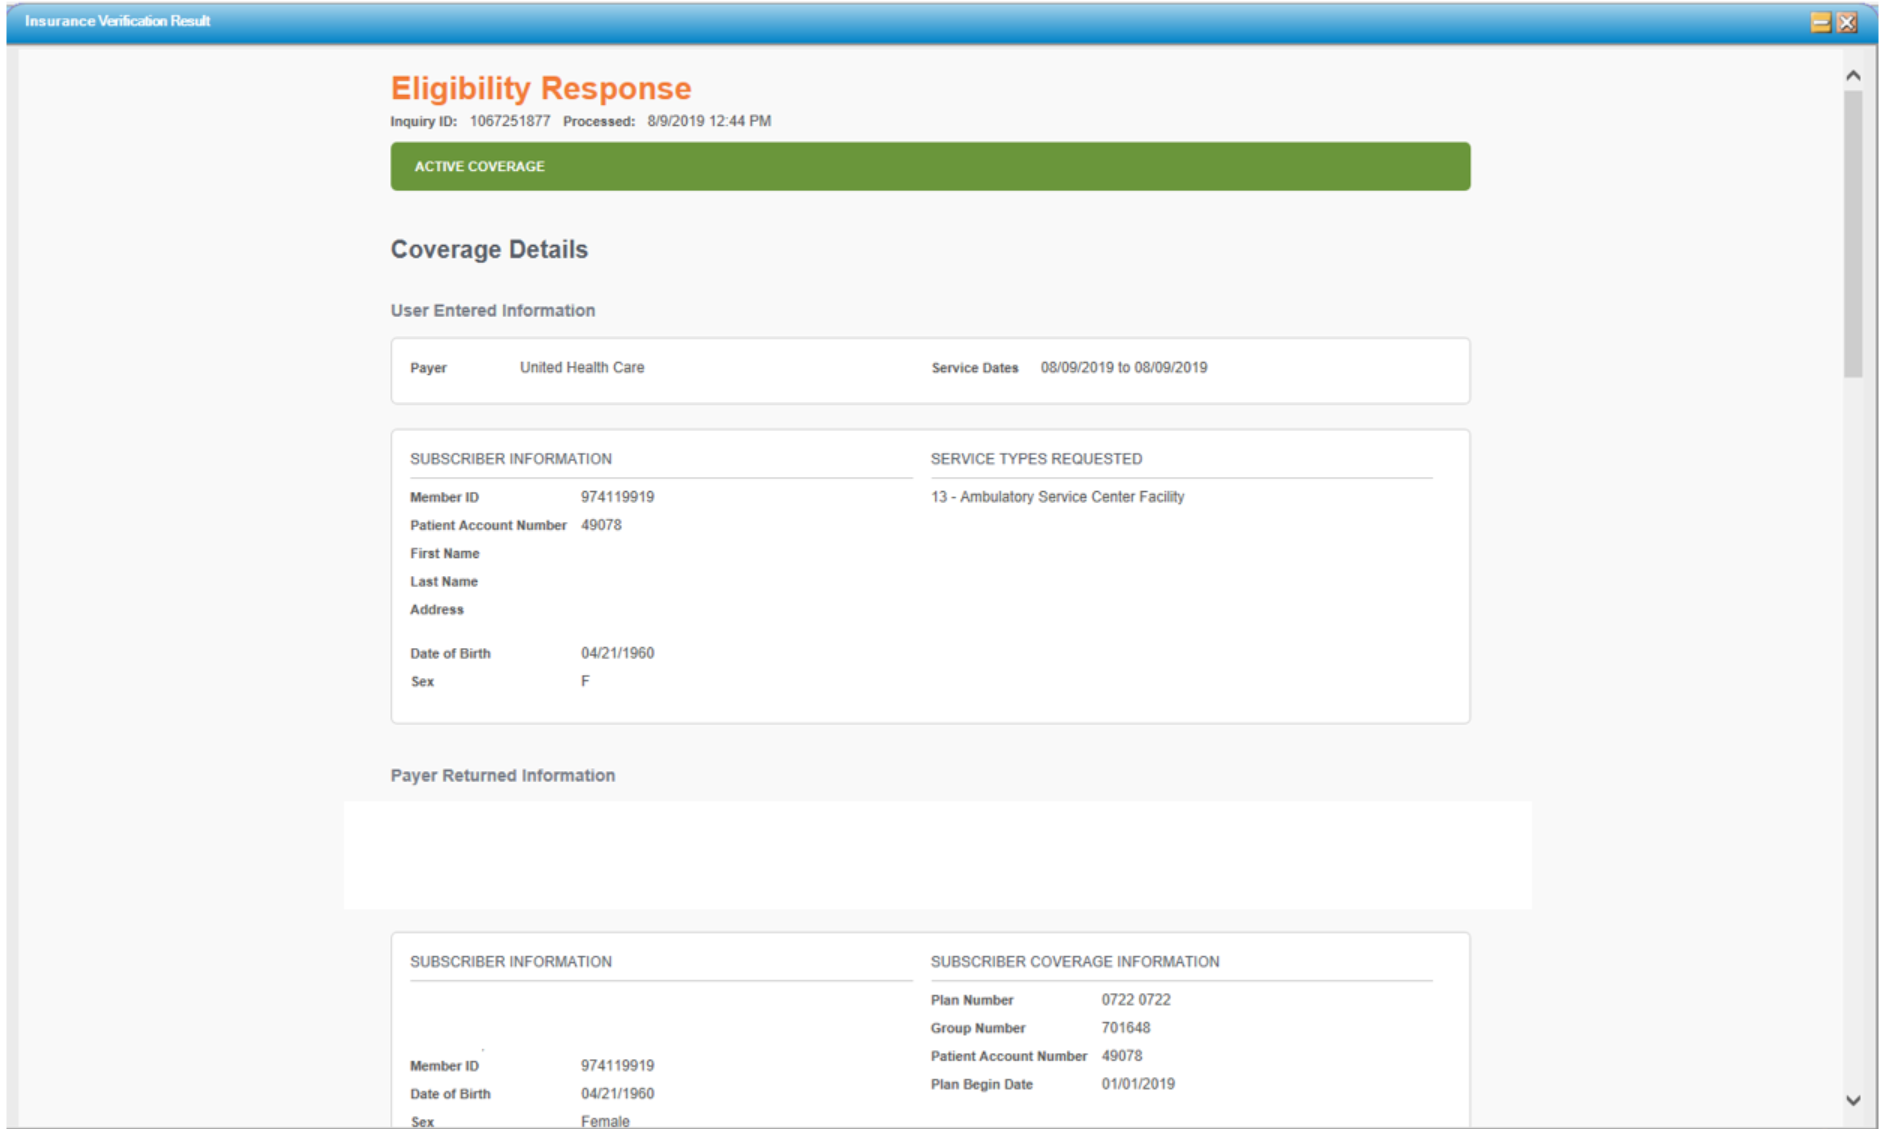 Insurance Verification Result
Eligibility Response
Inquiry ID: 1067251877 Processed: 8/9/2019 12:44 PM
ACTIVE COVERAGE
Coverage Details
User Entered Information
Payer United Health Care Service Dates 08/09/2019 to 08/09/2019
SUBSCRIBER INFORMATION
Member ID 974119919
Patient Account Number 49078
First Name
Last Name
Address
Date of Birth 04/21/1960
Sex F
SERVICE TYPES REQUESTED
13 - Ambulatory Service Center Facility
Payer Returned Information
SUBSCRIBER INFORMATION
Member ID 974119919
Date of Birth 04/21/1960
Sex Female
SUBSCRIBER COVERAGE INFORMATION
Plan Number 0722 0722
Group Number 701648
Patient Account Number 49078
Plan Begin Date 01/01/2019